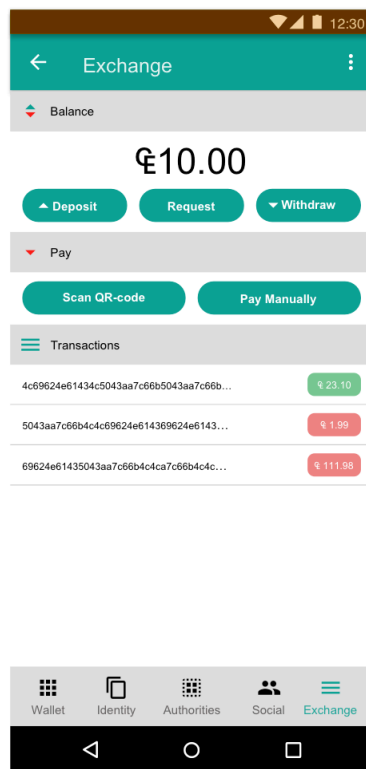 12:30
Exchange
Balance
₠10.00
Deposit Request Withdraw
Pay
Scan QR-code Pay Manually
Transactions
4c69624e61434c5043aa7c66b5043aa7c66b... ₠ 23.10
5043aa7c66b4c4c69624e614369624e6143... ₠ 1.99
69624e61435043aa7c66b4c4ca7c66b4c4c... ₠ 111.98
Wallet Identity Authorities Social Exchange